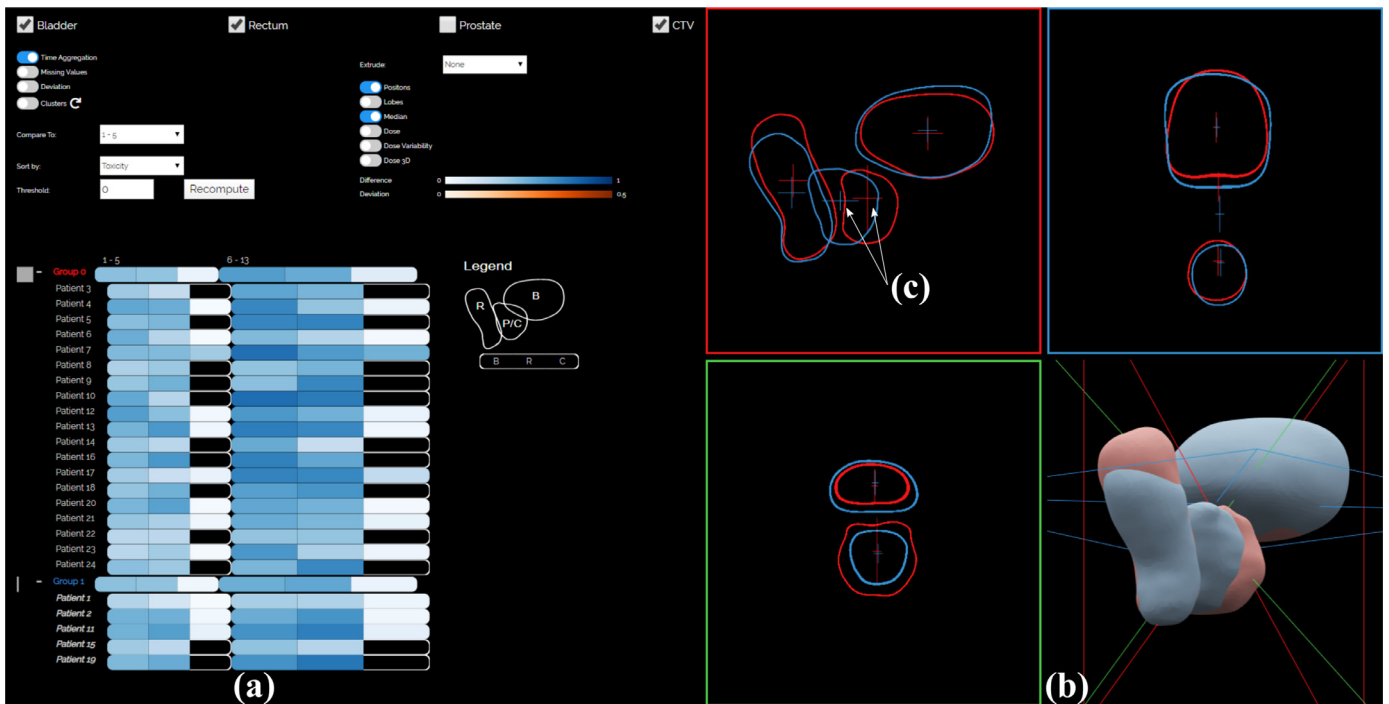 Bladder
Rectum
Prostate
CTV
Time Aggregation
Missing Values
Deviation
Clusters
Compare To:
1 - 5
Sort by:
Toxicity
Threshold:
0
Recompute
Extrude:
None
Positons
Lobes
Median
Dose
Dose Variability
Dose 3D
Difference 0 1
Deviation 0 0.5
1 - 5 6 - 13
Group 0
Patient 3
Patient 4
Patient 5
Patient 6
Patient 7
Patient 8
Patient 9
Patient 10
Patient 12
Patient 13
Patient 14
Patient 16
Patient 17
Patient 18
Patient 20
Patient 21
Patient 22
Patient 23
Patient 24
Group 1
Patient 1
Patient 2
Patient 11
Patient 15
Patient 19
Legend
B
R
P/C
B R C
(a)
(c)
(b)